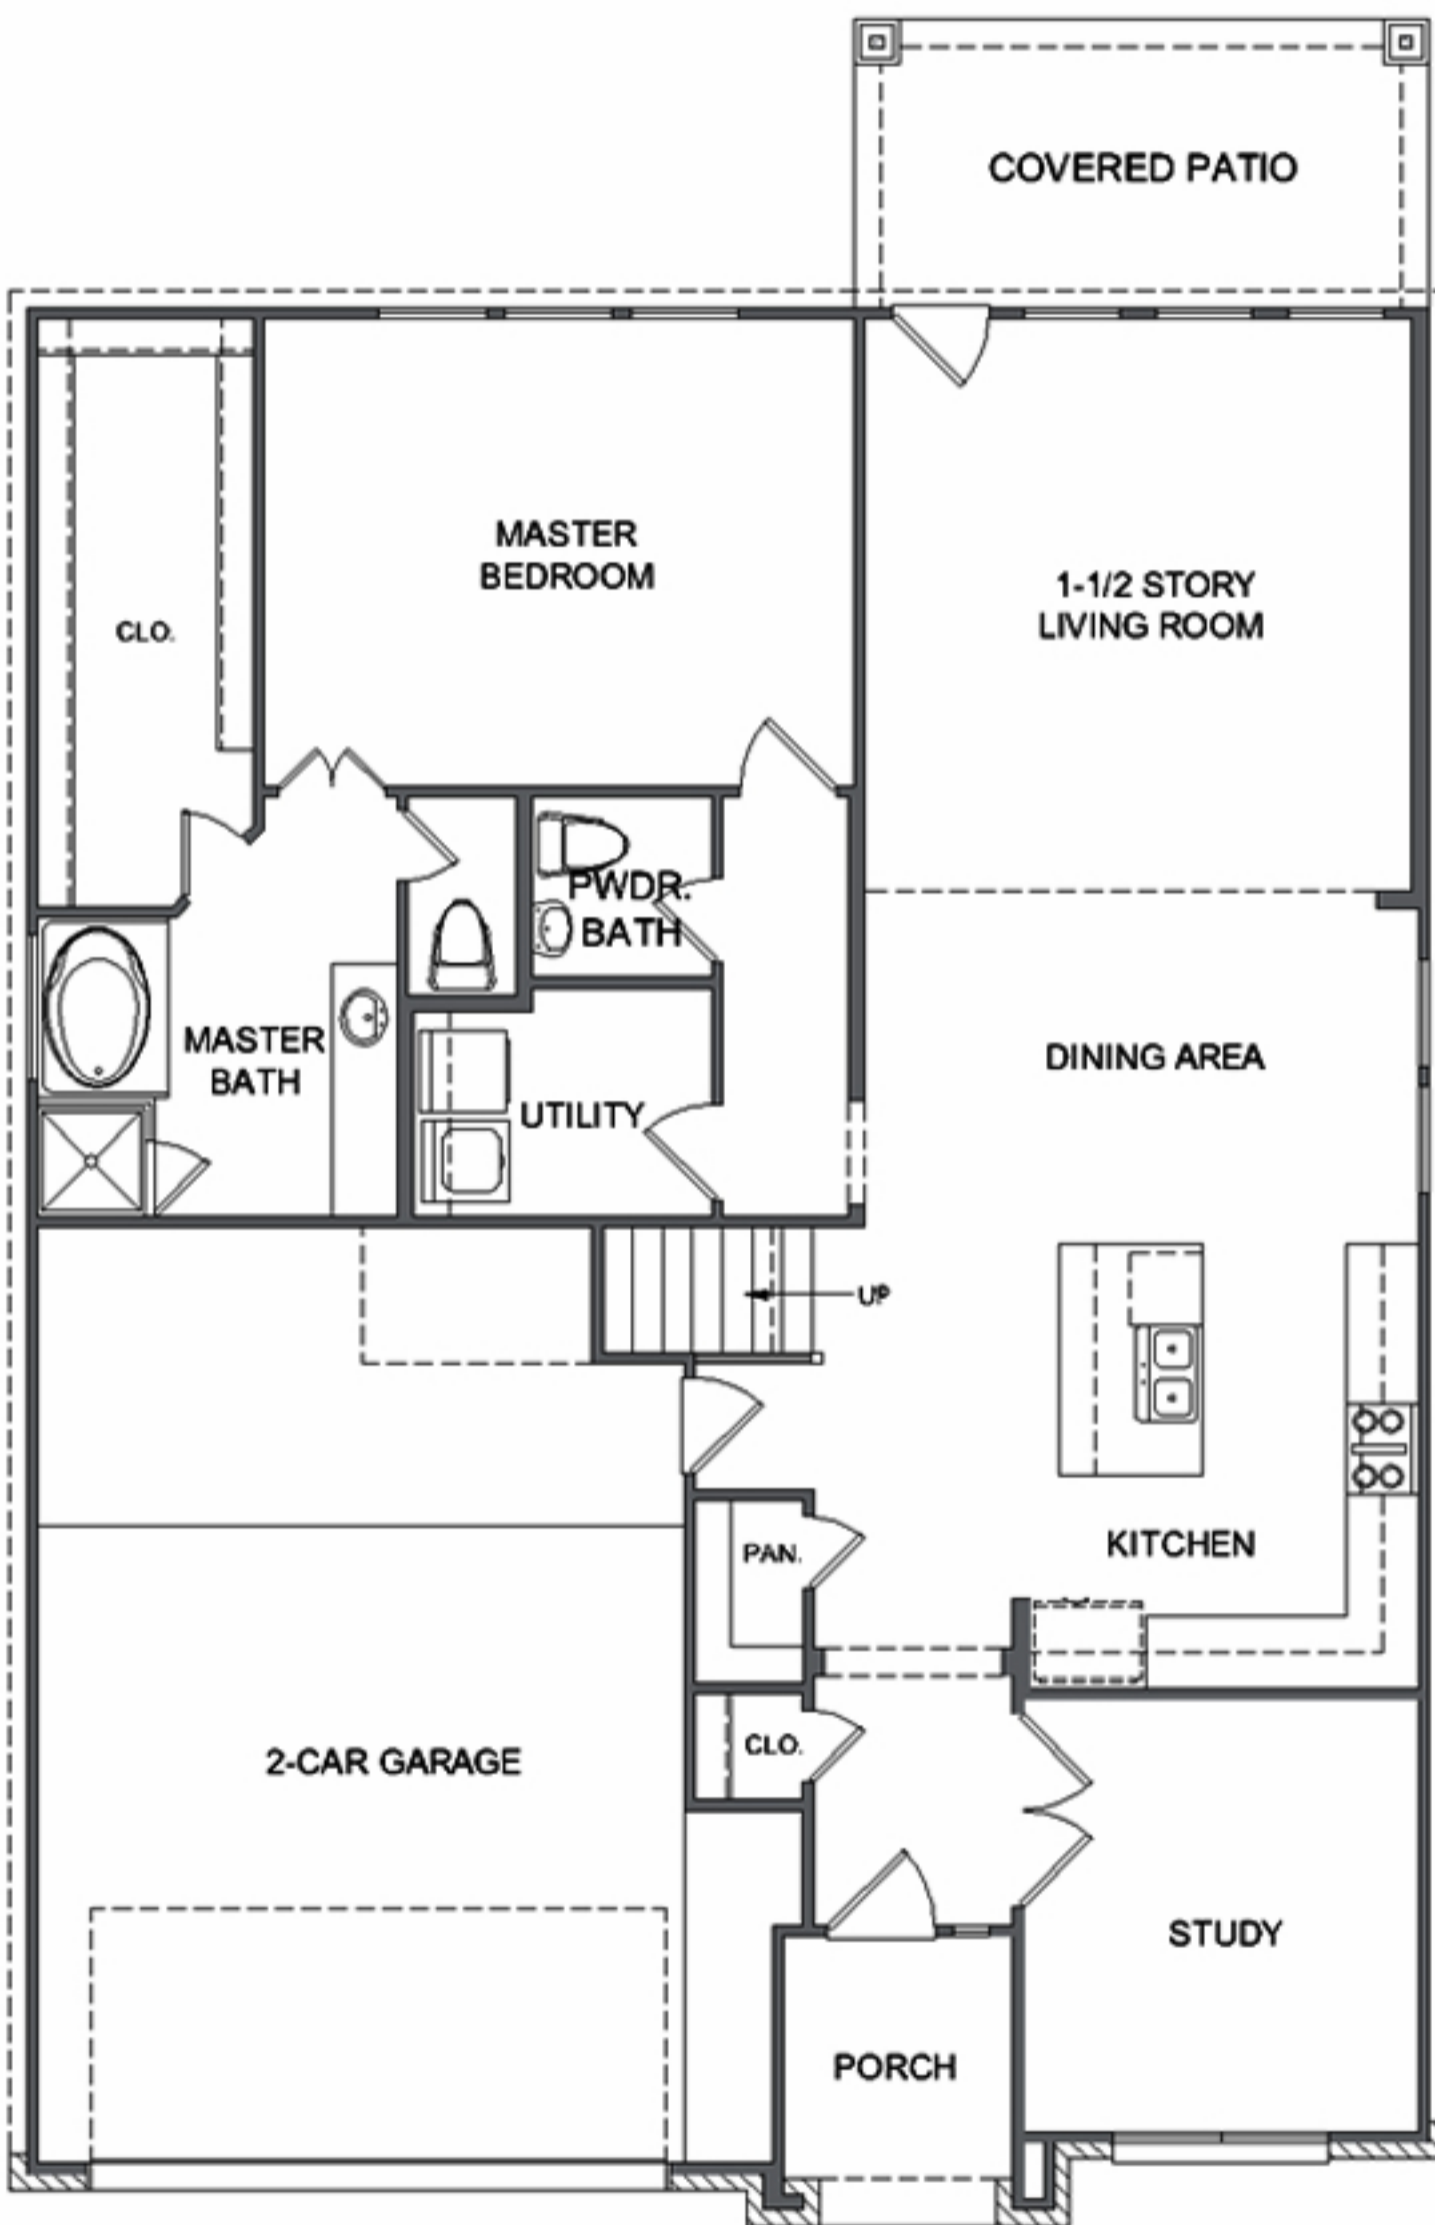 COVERED PATIO
MASTER
BEDROOM
1-1/2 STORY
LIVING ROOM
CLO.
PWDR.
BATH
MASTER
BATH
DINING AREA
UTILITY
UP
PAN.
KITCHEN
CLO.
2-CAR GARAGE
STUDY
PORCH